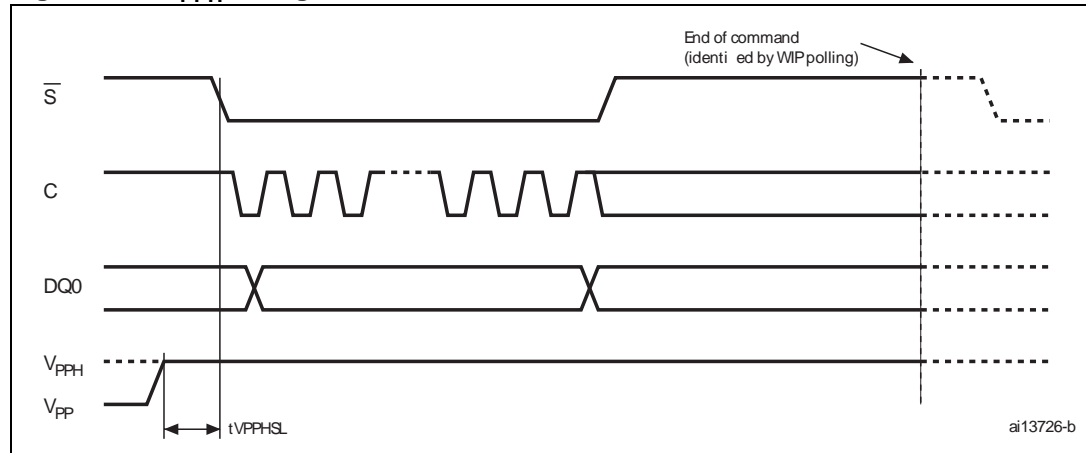 End of command
(identi ed by WIP polling)
S
C
DQ0
VPPH
VPP
tVPPHSL
ai13726-b